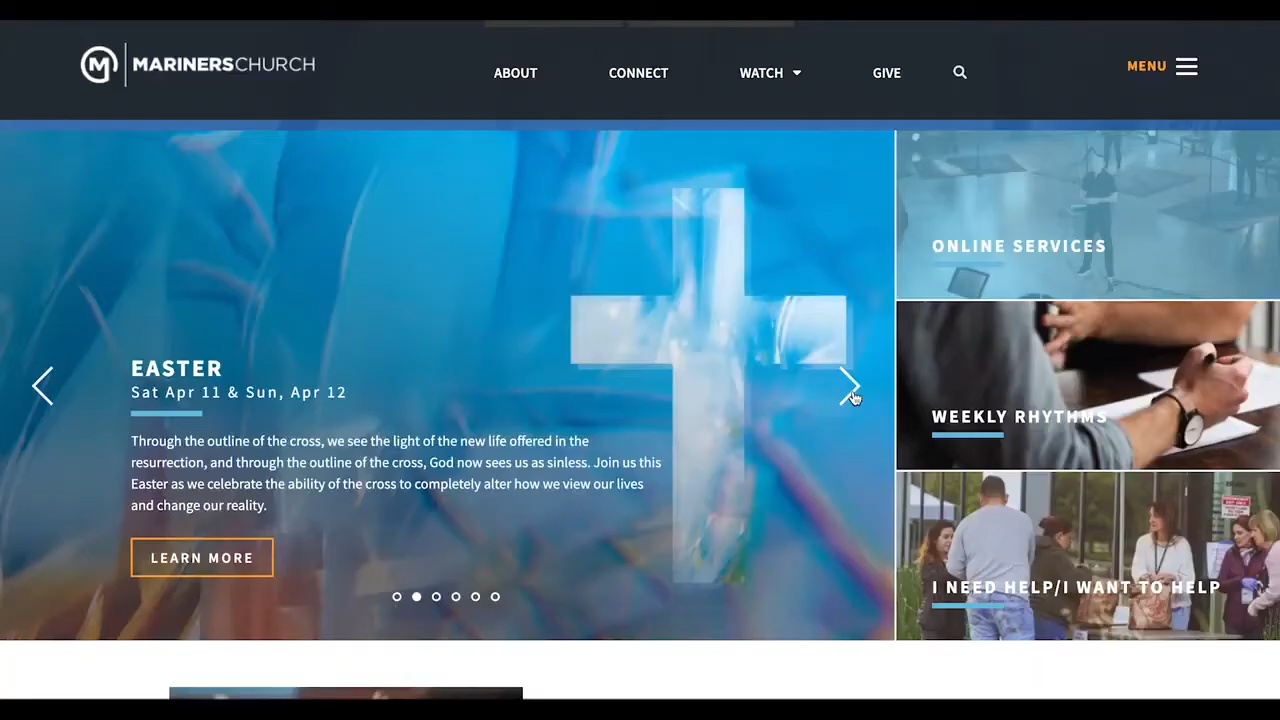 MARINERSCHURCH
ABOUT
CONNECT
WATCH
GIVE
MENU
EASTER
Sat Apr 11 & Sun, Apr 12
Through the outline of the cross, we see the light of the new life offered in the
resurrection, and through the outline of the cross, God now sees us as sinless. Join us this
Easter as we celebrate the ability of the cross to completely alter how we view our lives
and change our reality.
LEARN MORE
ONLINE SERVICES
WEEKLY RHYTHMS
I NEED HELP/I WANT TO HELP